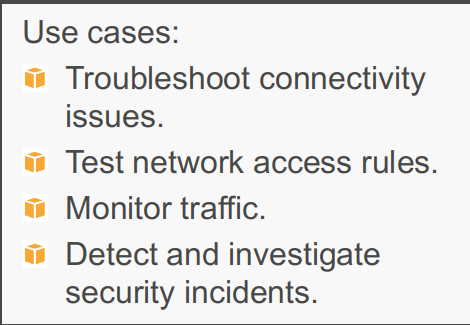 Use cases:
Troubleshoot connectivity
issues.
Test network access rules.
Monitor traffic.
Detect and investigate
security incidents.